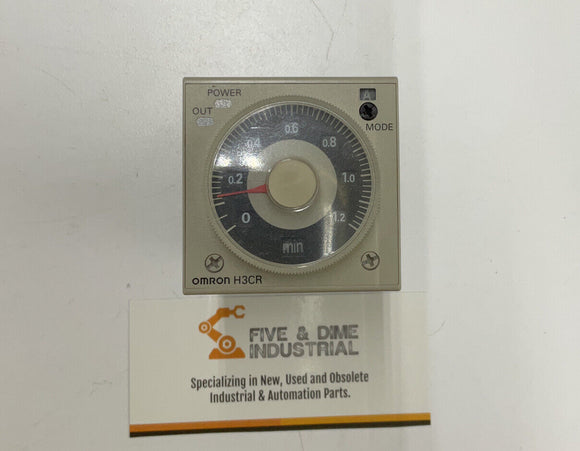 POWER
OUT
A
MODE
0.6
0.4
0.8
0.2
1.0
0
1.2
min
OMRON H3CR
FIVE & DIME
INDUSTRIAL
Specializing in New, Used and Obsolete
Industrial & Automation Parts.